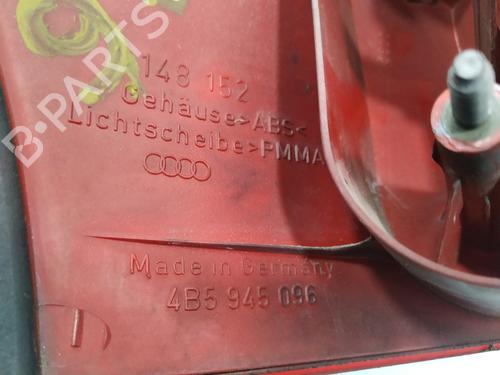 B-PARTS
148 152
Gehäuse>ABS<
Lichtscheibe>PMMA
Made in Germany
4B5 945 096